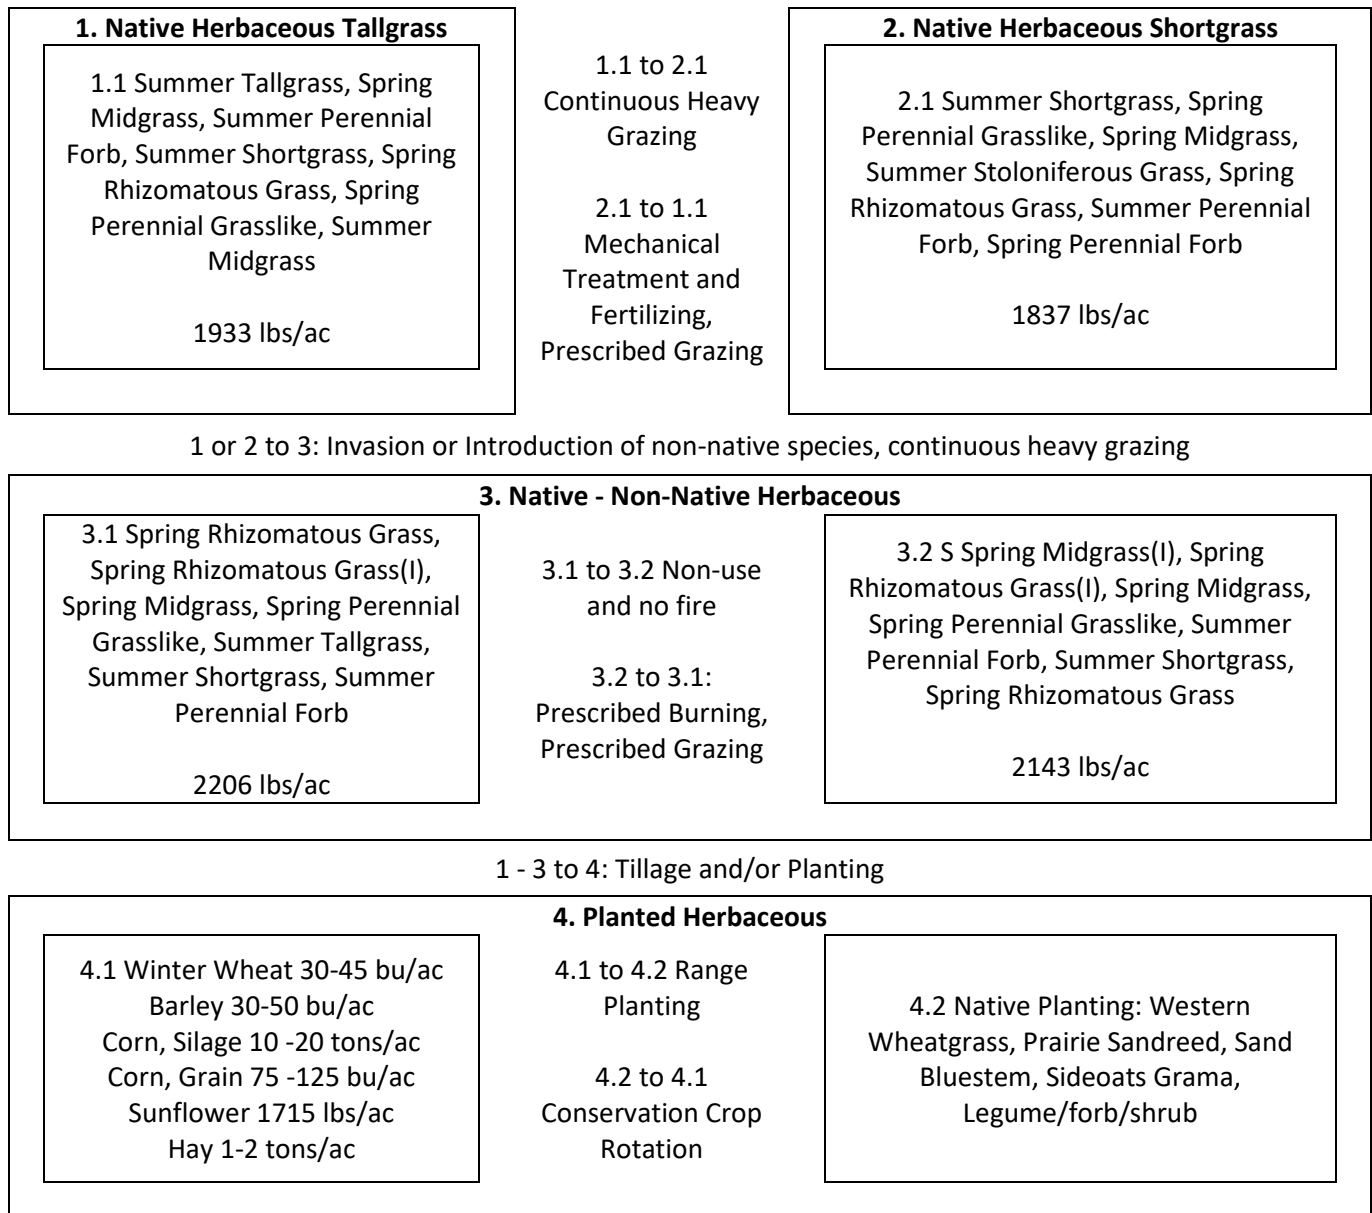 1. Native Herbaceous Tallgrass
1.1 Summer Tallgrass, Spring
Midgrass, Summer Perennial
Forb, Summer Shortgrass, Spring
Rhizomatous Grass, Spring
Perennial Grasslike, Summer
Midgrass
1933 lbs/ac
1.1 to 2.1
Continuous Heavy
Grazing
2.1 to 1.1
Mechanical
Treatment and
Fertilizing,
Prescribed Grazing
2. Native Herbaceous Shortgrass
2.1 Summer Shortgrass, Spring
Perennial Grasslike, Spring Midgrass,
Summer Stoloniferous Grass, Spring
Rhizomatous Grass, Summer Perennial
Forb, Spring Perennial Forb
1837 lbs/ac
1 or 2 to 3: Invasion or Introduction of non-native species, continuous heavy grazing
3. Native - Non-Native Herbaceous
3.1 Spring Rhizomatous Grass,
Spring Rhizomatous Grass(I),
Spring Midgrass, Spring Perennial
Grasslike, Summer Tallgrass,
Summer Shortgrass, Summer
Perennial Forb
2206 lbs/ac
3.1 to 3.2 Non-use
and no fire
3.2 to 3.1:
Prescribed Burning,
Prescribed Grazing
3.2 S Spring Midgrass(I), Spring
Rhizomatous Grass(I), Spring Midgrass,
Spring Perennial Grasslike, Summer
Perennial Forb, Summer Shortgrass,
Spring Rhizomatous Grass
2143 lbs/ac
1 - 3 to 4: Tillage and/or Planting
4. Planted Herbaceous
4.1 Winter Wheat 30-45 bu/ac
Barley 30-50 bu/ac
Corn, Silage 10 -20 tons/ac
Corn, Grain 75 -125 bu/ac
Sunflower 1715 lbs/ac
Hay 1-2 tons/ac
4.1 to 4.2 Range
Planting
4.2 to 4.1
Conservation Crop
Rotation
4.2 Native Planting: Western
Wheatgrass, Prairie Sandreed, Sand
Bluestem, Sideoats Grama,
Legume/forb/shrub